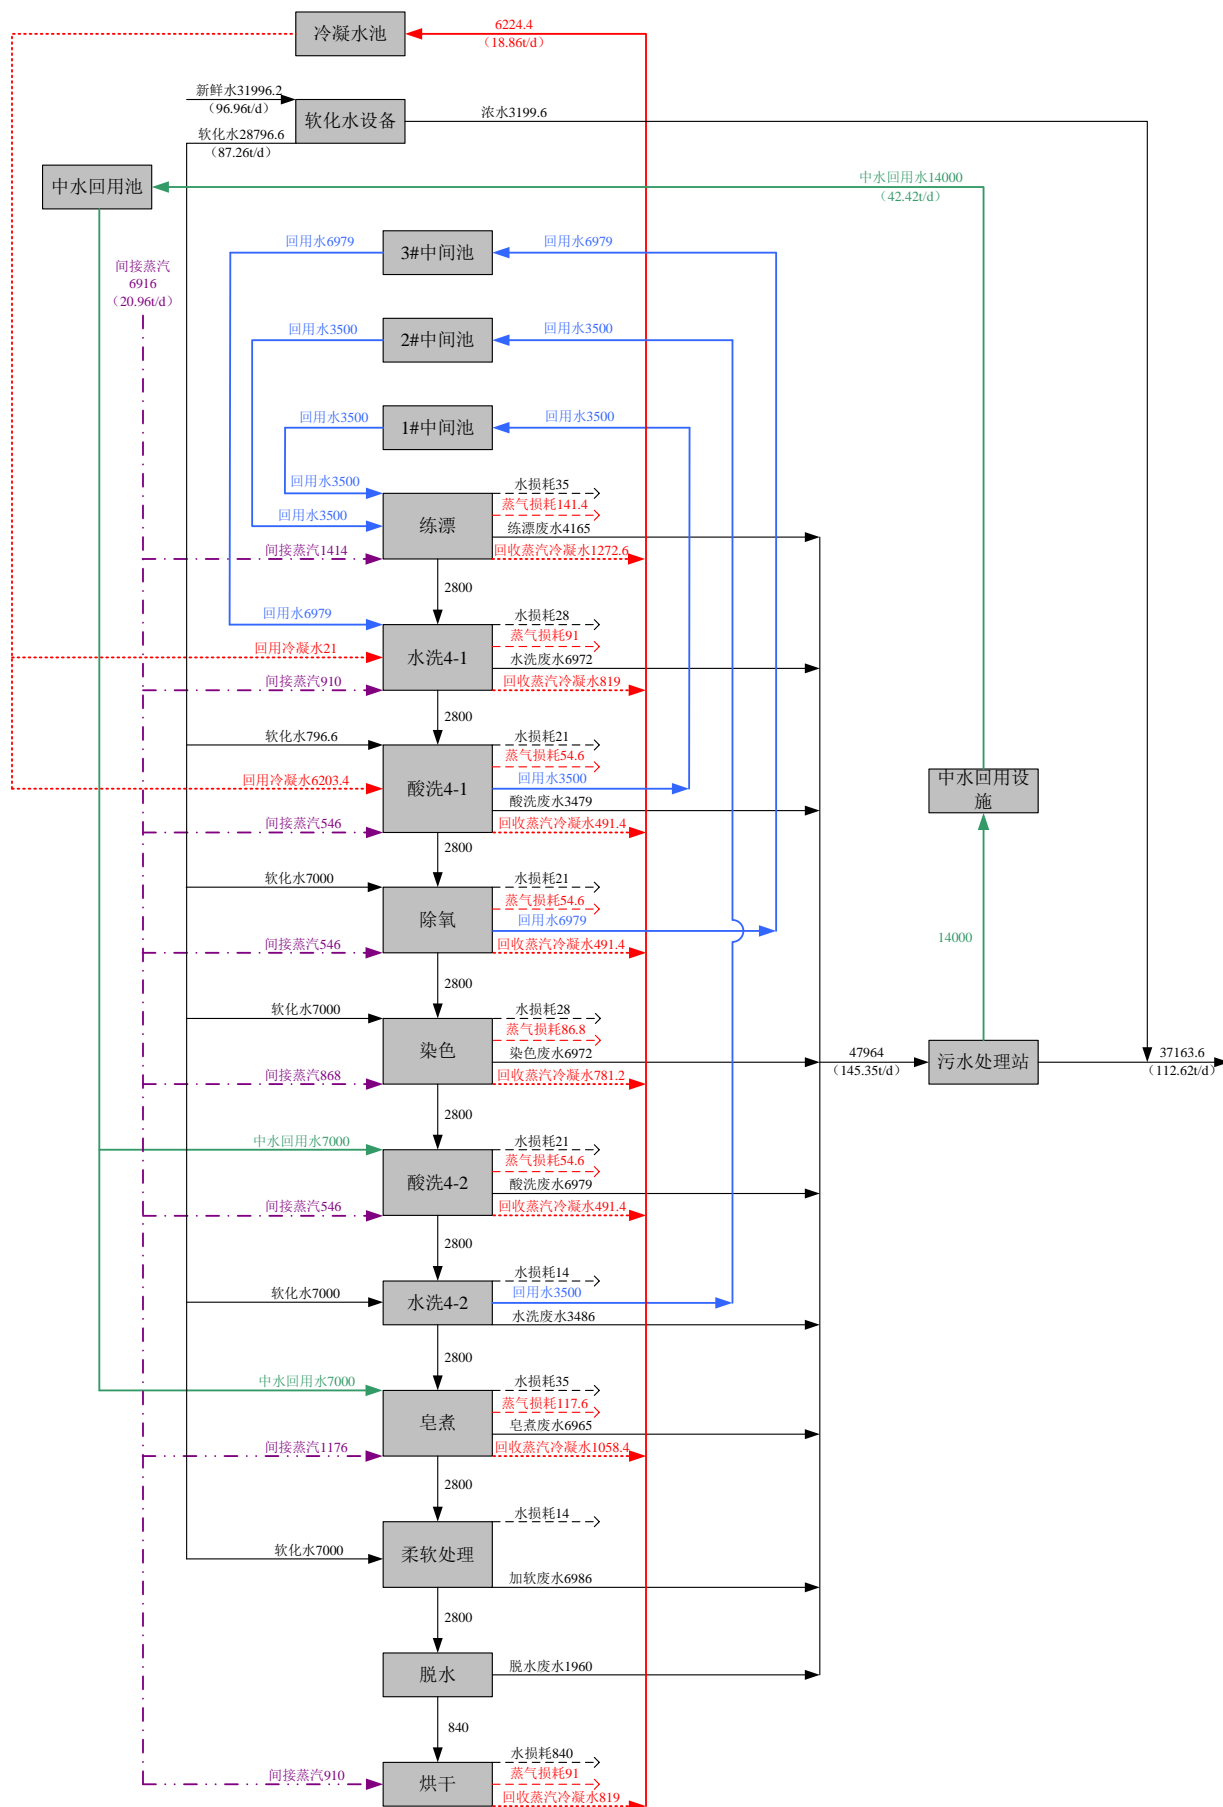 冷凝水池
6224.4
（18.86t/d）
新鲜水31996.2
（96.96t/d）
软化水设备
浓水3199.6
软化水28796.6
（87.26t/d）
中水回用池
中水回用水14000
（42.42t/d）
回用水6979
3#中间池
回用水6979
间接蒸汽
6916
（20.96t/d）
回用水3500
2#中间池
回用水3500
回用水3500
1#中间池
回用水3500
回用水3500
回用水3500
练漂
水损耗35
蒸气损耗141.4
练漂废水4165
间接蒸汽1414
回收蒸汽冷凝水1272.6
2800
回用水6979
水洗4-1
水损耗28
蒸气损耗91
回用冷凝水21
水洗废水6972
间接蒸汽910
回收蒸汽冷凝水819
2800
软化水796.6
酸洗4-1
水损耗21
蒸气损耗54.6
回用冷凝水6203.4
回用水3500
酸洗废水3479
间接蒸汽546
回收蒸汽冷凝水491.4
中水回用设
施
2800
软化水7000
除氧
水损耗21
蒸气损耗54.6
回用水6979
间接蒸汽546
回收蒸汽冷凝水491.4
14000
2800
软化水7000
染色
水损耗28
蒸气损耗86.8
染色废水6972
47964
（145.35t/d）
污水处理站
37163.6
（112.62t/d）
间接蒸汽868
回收蒸汽冷凝水781.2
2800
中水回用水7000
酸洗4-2
水损耗21
蒸气损耗54.6
酸洗废水6979
间接蒸汽546
回收蒸汽冷凝水491.4
2800
水损耗14
软化水7000
水洗4-2
回用水3500
水洗废水3486
2800
中水回用水7000
皂煮
水损耗35
蒸气损耗117.6
皂煮废水6965
间接蒸汽1176
回收蒸汽冷凝水1058.4
2800
水损耗14
软化水7000
柔软处理
加软废水6986
2800
脱水
脱水废水1960
840
水损耗840
间接蒸汽910
烘干
蒸气损耗91
回收蒸汽冷凝水819